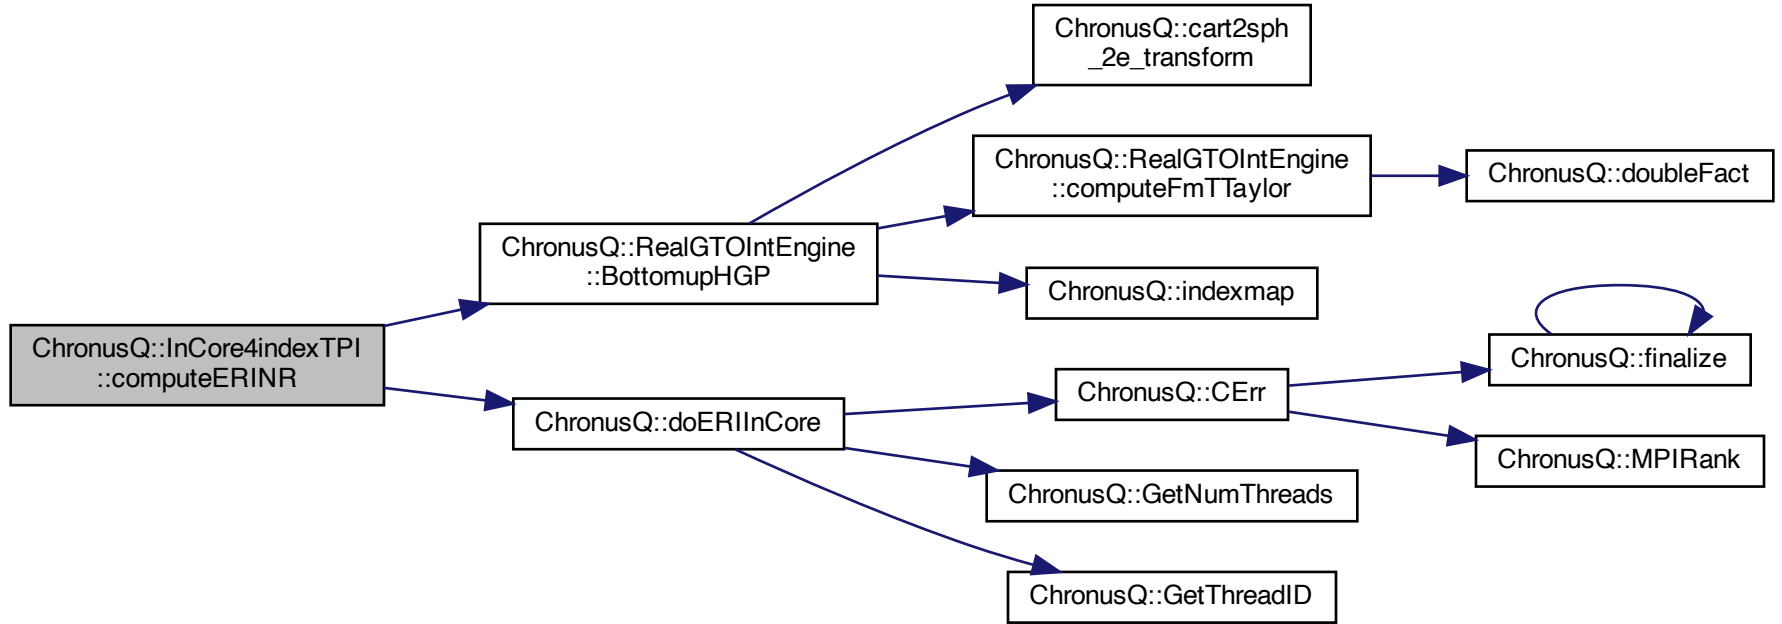 ChronusQ::InCore4indexTPI
::computeERINR
ChronusQ::RealGTOIntEngine
::BottomupHGP
ChronusQ::doERIInCore
ChronusQ::cart2sph
_2e_transform
ChronusQ::RealGTOIntEngine
::computeFmTTaylor
ChronusQ::indexmap
ChronusQ::CErr
ChronusQ::GetNumThreads
ChronusQ::GetThreadID
ChronusQ::doubleFact
ChronusQ::finalize
ChronusQ::MPIRank